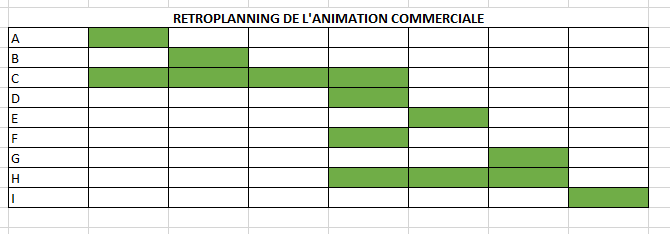 RETROPLANNING DE L'ANIMATION COMMERCIALE
A
B
C
D
E
F
G
H
I